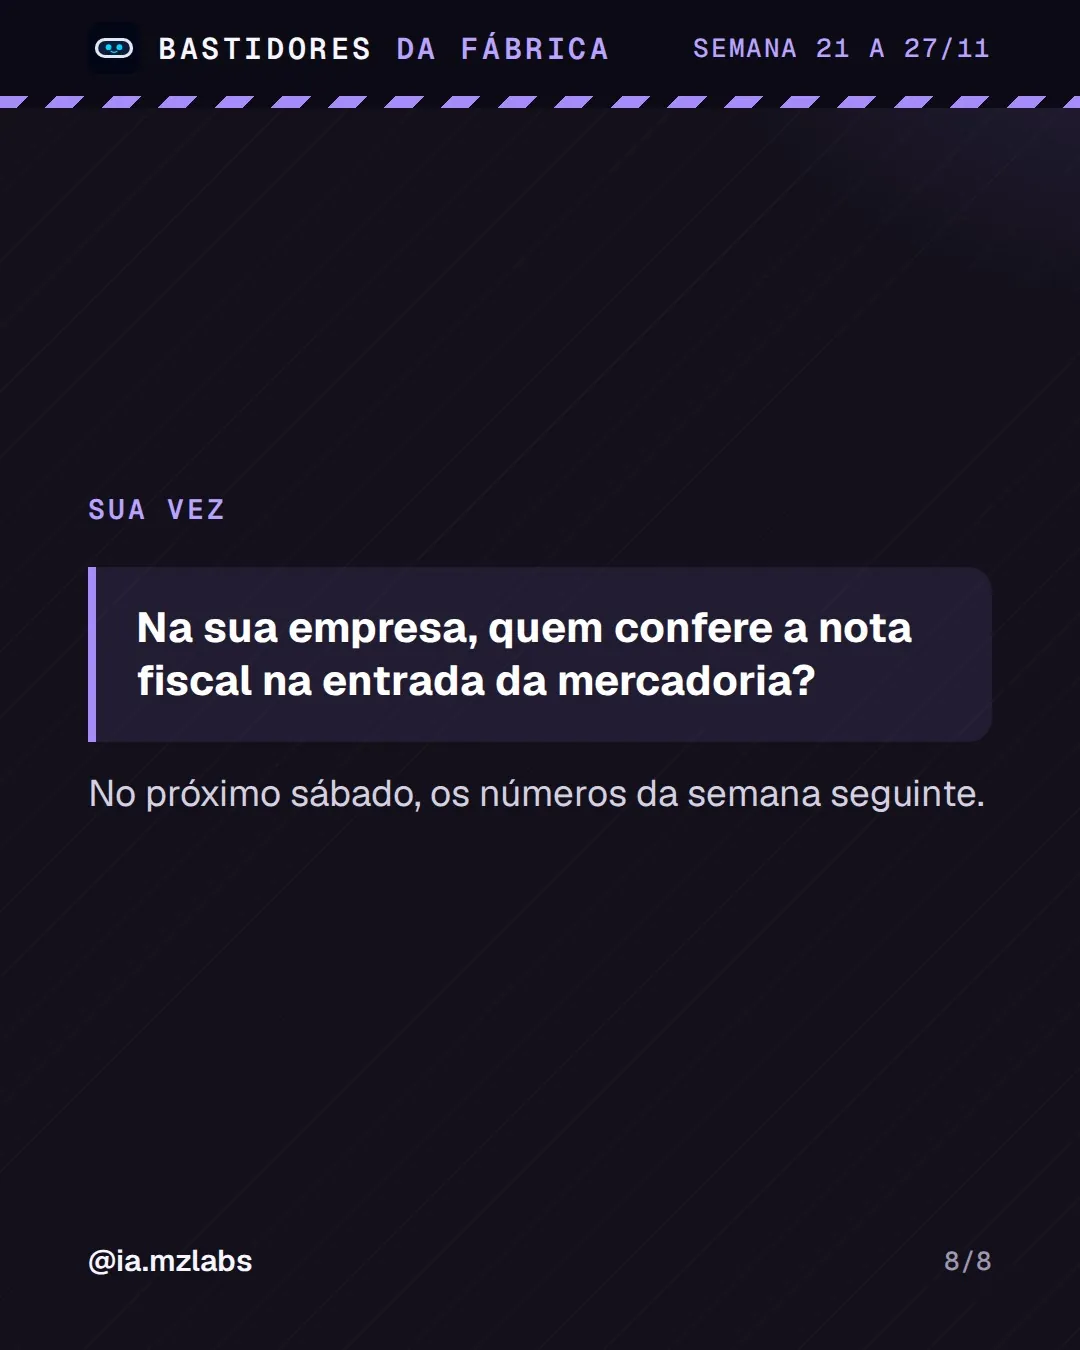 BASTIDORES DA FÁBRICA
SEMANA 21 A 27/11
SUA VEZ
Na sua empresa, quem confere a nota
fiscal na entrada da mercadoria?
No próximo sábado, os números da semana seguinte.
@ia.mzlabs
8/8